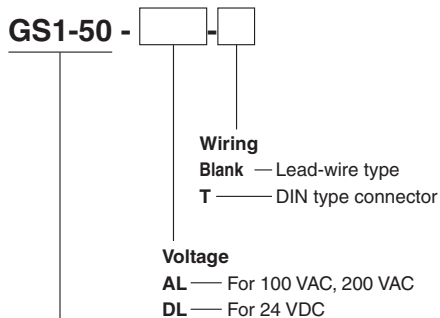 GS1-50 - -
Wiring
Blank — Lead-wire type
T — DIN type connector
Voltage
AL — For 100 VAC, 200 VAC
DL — For 24 VDC